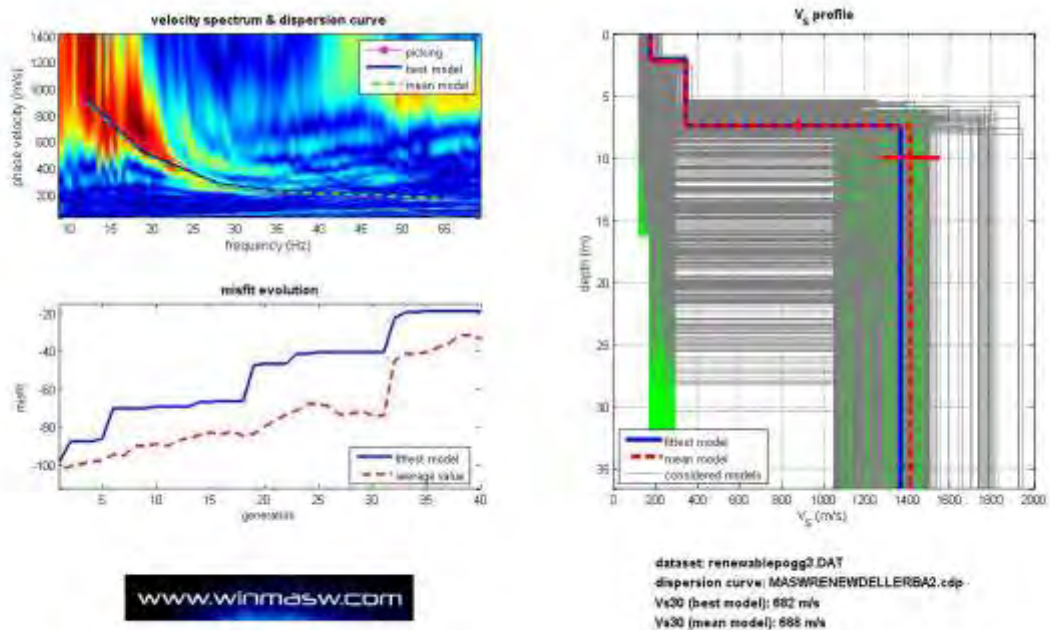 velocity spectrum & dispersion curve
phase velocity (m/s)
1400
1200
1000
800
600
400
200
picking
best model
mean model
10 15 20 25 30 35 40 45 50 55
frequency (Hz)
misfit evolution
misfit
-20
-40
-60
-80
-100
fittest model
average value
5 10 15 20 25 30 35 40
generation
www.winmasw.com
VS profile
depth (m)
0
5
10
15
20
25
30
35
fittest model
mean model
considered models
0 200 400 600 800 1000 1200 1400 1600 1800 2000
VS (m/s)
dataset: renewablepogg3.DAT
dispersion curve: MASWRENEWDELLERBA2.cdp
Vs30 (best model): 682 m/s
Vs30 (mean model): 688 m/s